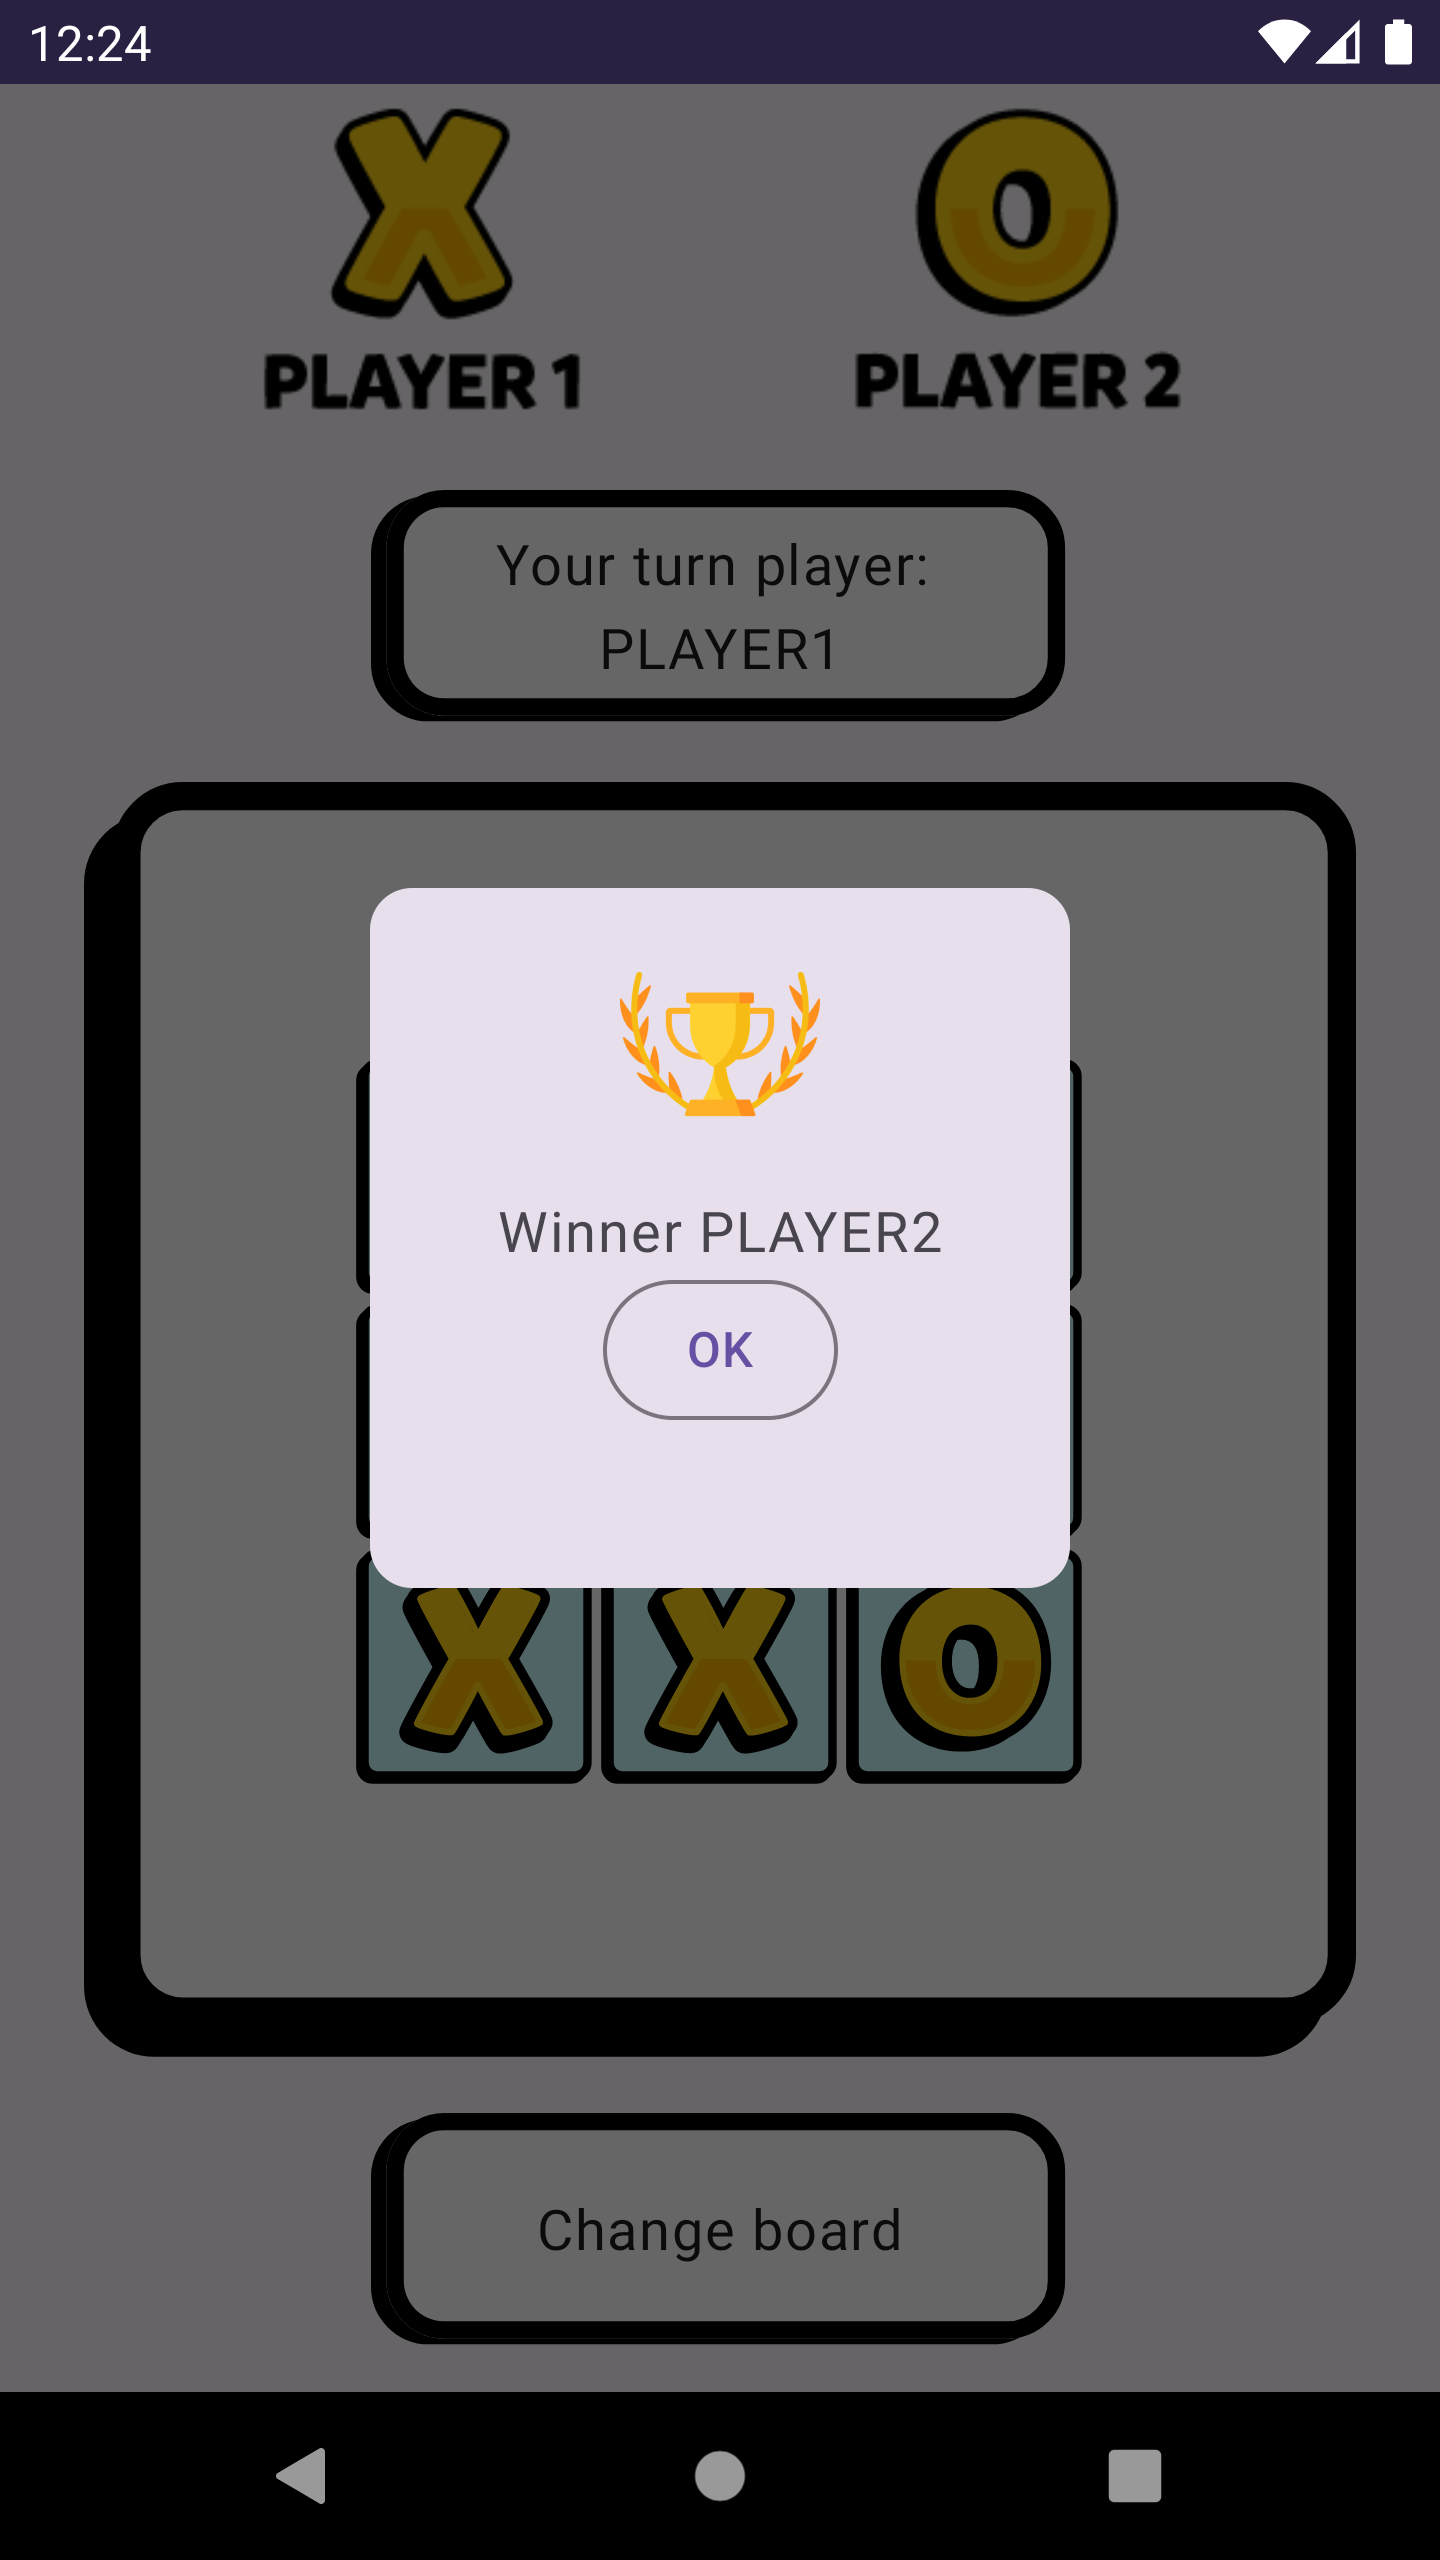 12:24
X O
PLAYER 1 PLAYER 2
Your turn player:
PLAYER1
Winner PLAYER2
OK
X X O
Change board